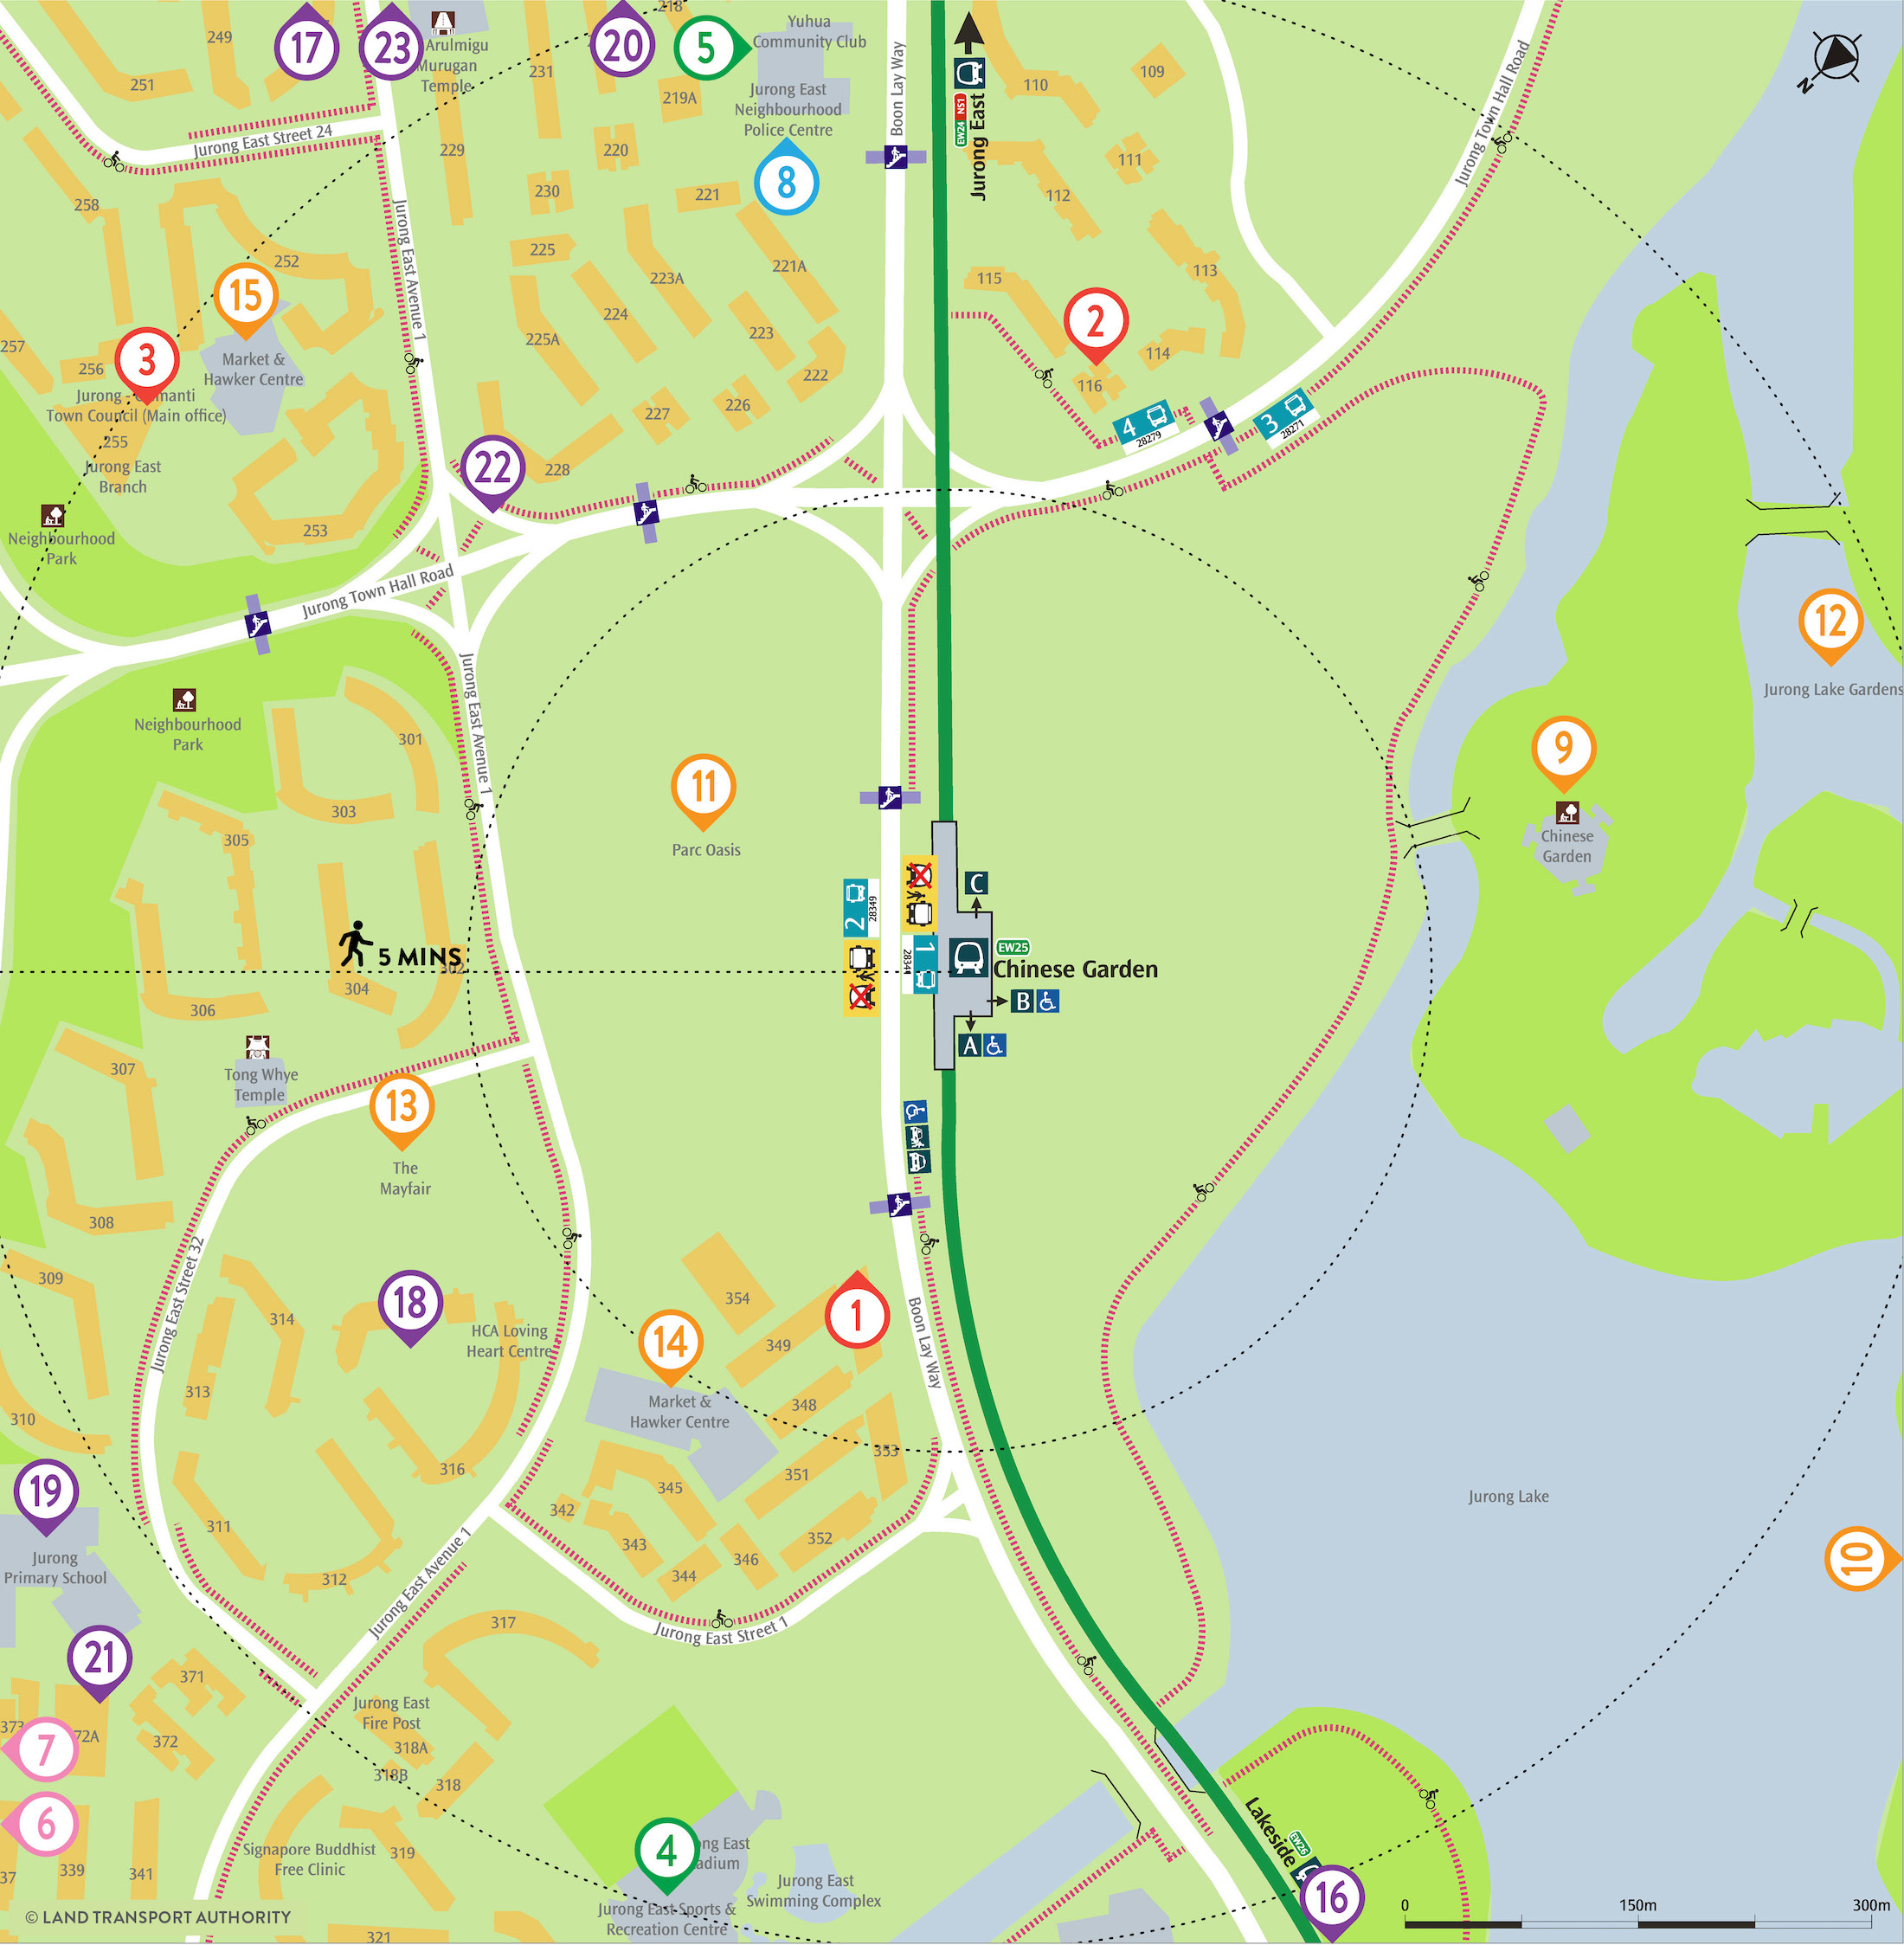 249
251
17
23
Arulmigu
Murugan
Temple
231
20
218
5
Yuhua
Community Club
219A
Jurong East
Neighbourhood
Police Centre
8
Boon Lay Way
Jurong East
EW24 NS1
110
109
111
112
Jurong Town Hall Road
N
Jurong East Street 24
229
220
230
221
258
252
15
Jurong East Avenue 1
225
223A
221A
224
225A
223
222
115
113
2
114
116
257
256
3
Market &
Hawker Centre
Town Council (Main office)
255
Jurong East
Branch
227
226
4
28279
3
28271
22
228
253
Neighbourhood
Park
Jurong Town Hall Road
12
Jurong Lake Gardens
Neighbourhood
Park
301
Jurong East Avenue 1
303
305
11
Parc Oasis
9
Chinese
Garden
2
28349
C
5 MINS
302
304
306
1
28341
EW25
Chinese Garden
B
A
307
Tong Whye
Temple
13
The
Mayfair
308
Jurong East Street 32
309
314
18
HCA Loving
Heart Centre
354
1
Boon Lay Way
349
14
Market &
Hawker Centre
348
313
310
316
353
351
345
342
343
346
352
344
Jurong Lake
19
Jurong
Primary School
311
312
Jurong East Avenue 1
10
317
Jurong East Street 1
21
371
372
373
72A
7
6
Jurong East
Fire Post
318A
318B
318
Signapore Buddhist
Free Clinic
319
37
339
341
4
ong East
adium
Jurong East Sports &
Recreation Centre
Jurong East
Swimming Complex
Lakeside
EW26
16
0
150m
300m
321
© LAND TRANSPORT AUTHORITY